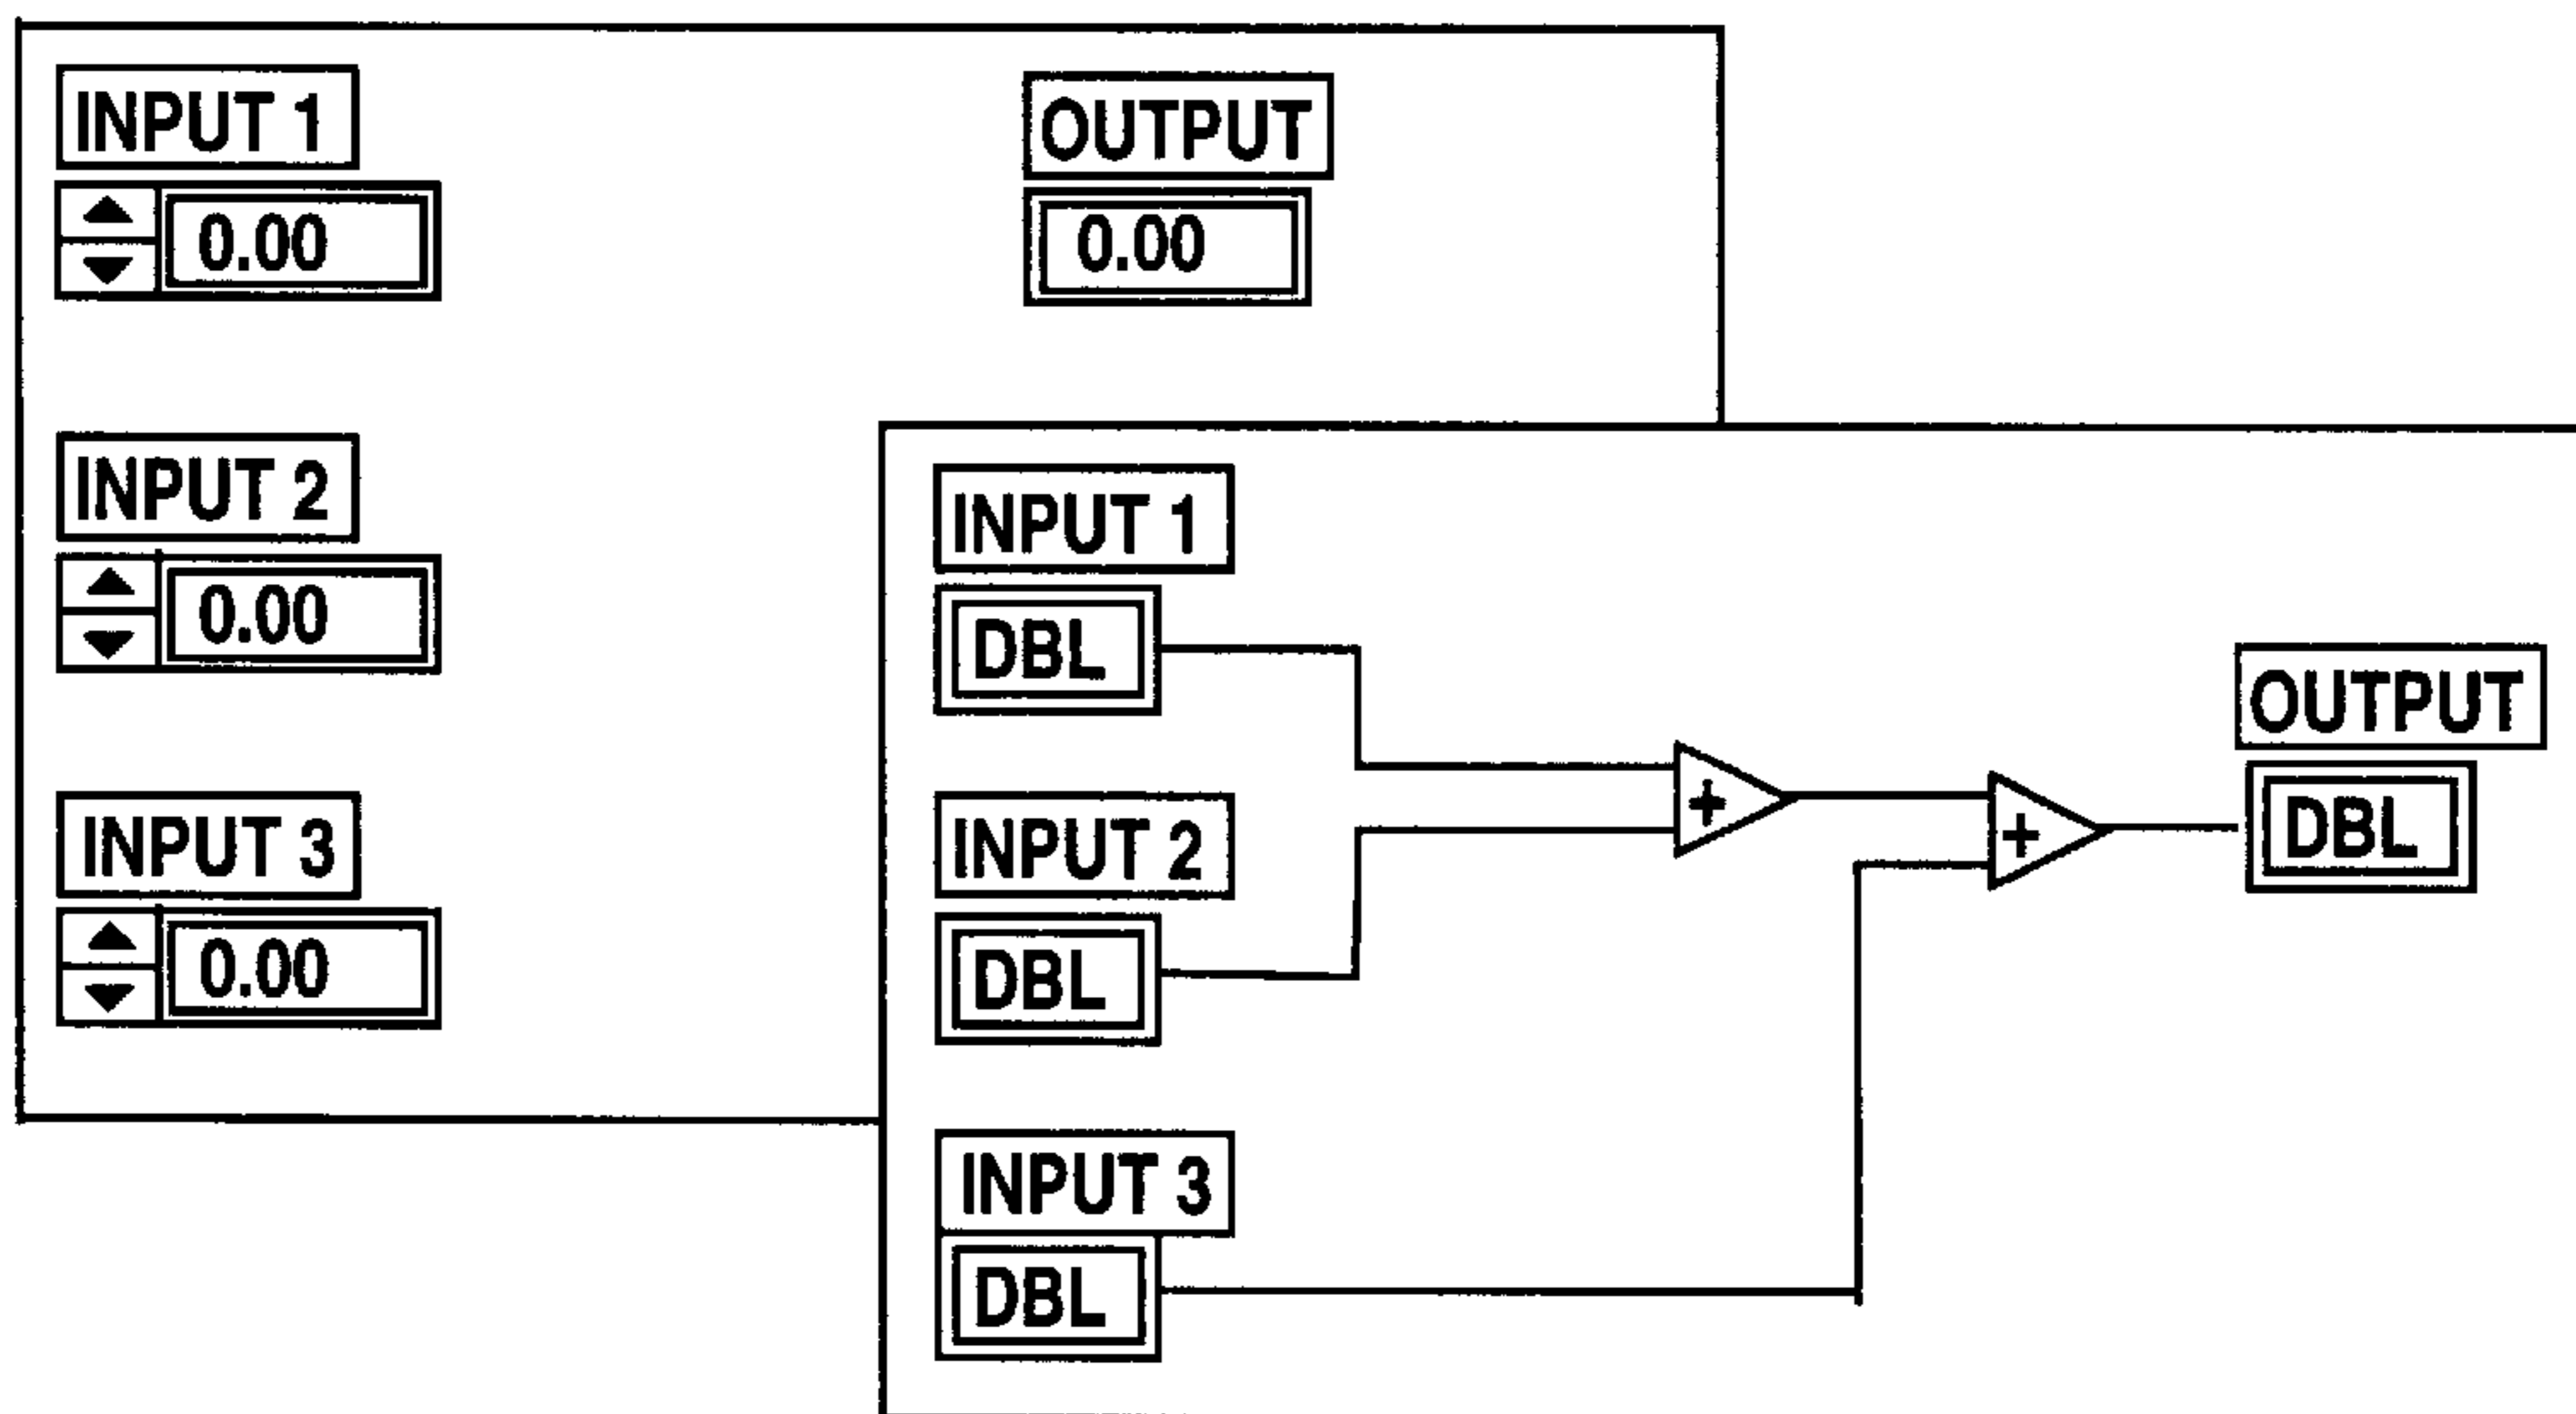 INPUT 1
0.00
OUTPUT
0.00
INPUT 2
0.00
INPUT 3
0.00
INPUT 1
DBL
INPUT 2
DBL
INPUT 3
DBL
+
+
OUTPUT
DBL